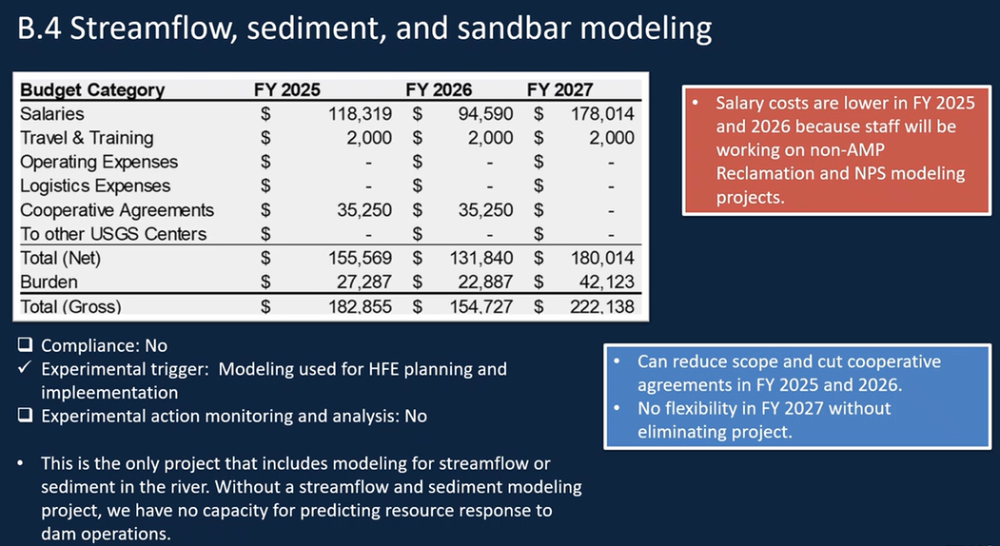 B.4 Streamflow, sediment, and sandbar modeling
Budget Category FY 2025 FY 2026 FY 2027
Salaries $ 118,319 $ 94,590 $ 178,014
Travel & Training $ 2,000 $ 2,000 $ 2,000
Operating Expenses $ - $ - $ -
Logistics Expenses $ - $ - $ -
Cooperative Agreements $ 35,250 $ 35,250 $ -
To other USGS Centers $ - $ - $ -
Total (Net) $ 155,569 $ 131,840 $ 180,014
Burden $ 27,287 $ 22,887 $ 42,123
Total (Gross) $ 182,855 $ 154,727 $ 222,138
• Salary costs are lower in FY 2025
and 2026 because staff will be
working on non-AMP
Reclamation and NPS modeling
projects.
❑ Compliance: No
✓ Experimental trigger: Modeling used for HFE planning and
impleementation
❑ Experimental action monitoring and analysis: No
• Can reduce scope and cut cooperative
agreements in FY 2025 and 2026.
• No flexibility in FY 2027 without
eliminating project.
• This is the only project that includes modeling for streamflow or
sediment in the river. Without a streamflow and sediment modeling
project, we have no capacity for predicting resource response to
dam operations.